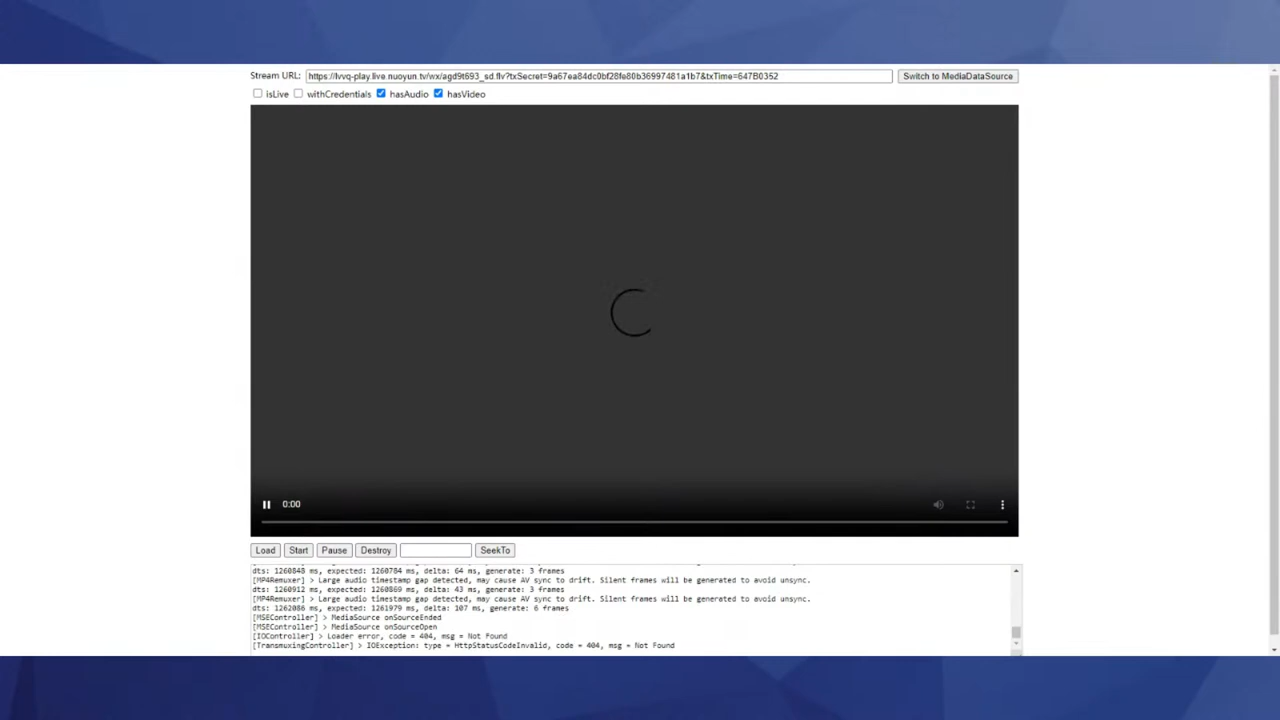 Stream URL: https://lvvq-play.live.nuoyun.tv/wx/agd9t693_sd.flv?txSecret=9a67ea84dc0bf28fe80b36997481a1b7&txTime=647B0352 Switch to MediaDataSource
isLive withCredentials hasAudio hasVideo
0:00
Load Start Pause Destroy SeekTo
dts: 1260848 ms, expected: 1260784 ms, delta: 64 ms, generate: 3 frames
[MP4Remuxer] > Large audio timestamp gap detected, may cause AV sync to drift. Silent frames will be generated to avoid unsync.
dts: 1260912 ms, expected: 1260869 ms, delta: 43 ms, generate: 3 frames
[MP4Remuxer] > Large audio timestamp gap detected, may cause AV sync to drift. Silent frames will be generated to avoid unsync.
dts: 1262086 ms, expected: 1261979 ms, delta: 107 ms, generate: 6 frames
[MSEController] > MediaSource onSourceEnded
[MSEController] > MediaSource onSourceOpen
[IOController] > Loader error, code = 404, msg = Not Found
[TransmuxingController] > IOException: type = HttpStatusCodeInvalid, code = 404, msg = Not Found